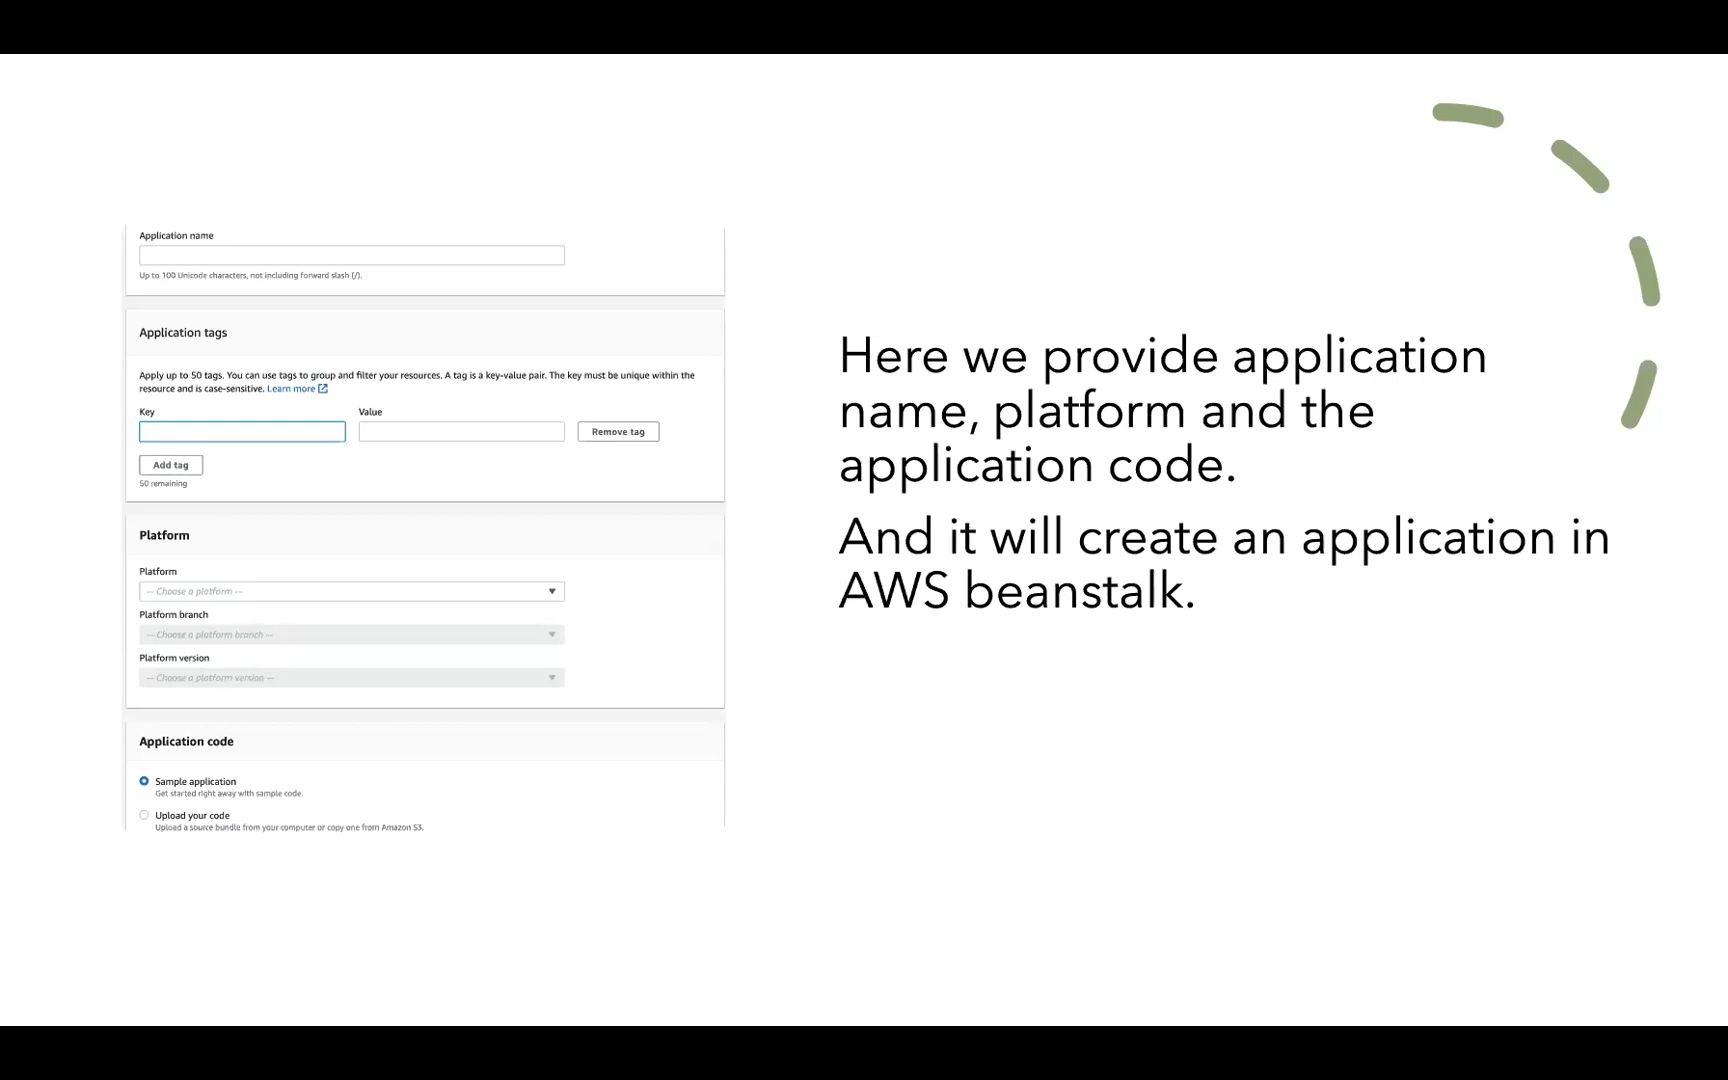 Application name
Up to 100 Unicode characters, not including forward slash (/).
Application tags
Apply up to 50 tags. You can use tags to group and filter your resources. A tag is a key-value pair. The key must be unique within the
resource and is case-sensitive. Learn more
Key Value
Remove tag
Add tag
50 remaining
Platform
Platform
-- Choose a platform --
Platform branch
-- Choose a platform branch --
Platform version
-- Choose a platform version --
Application code
Sample application
Get started right away with sample code.
Upload your code
Upload a source bundle from your computer or copy one from Amazon S3.
Here we provide application
name, platform and the
application code.
And it will create an application in
AWS beanstalk.